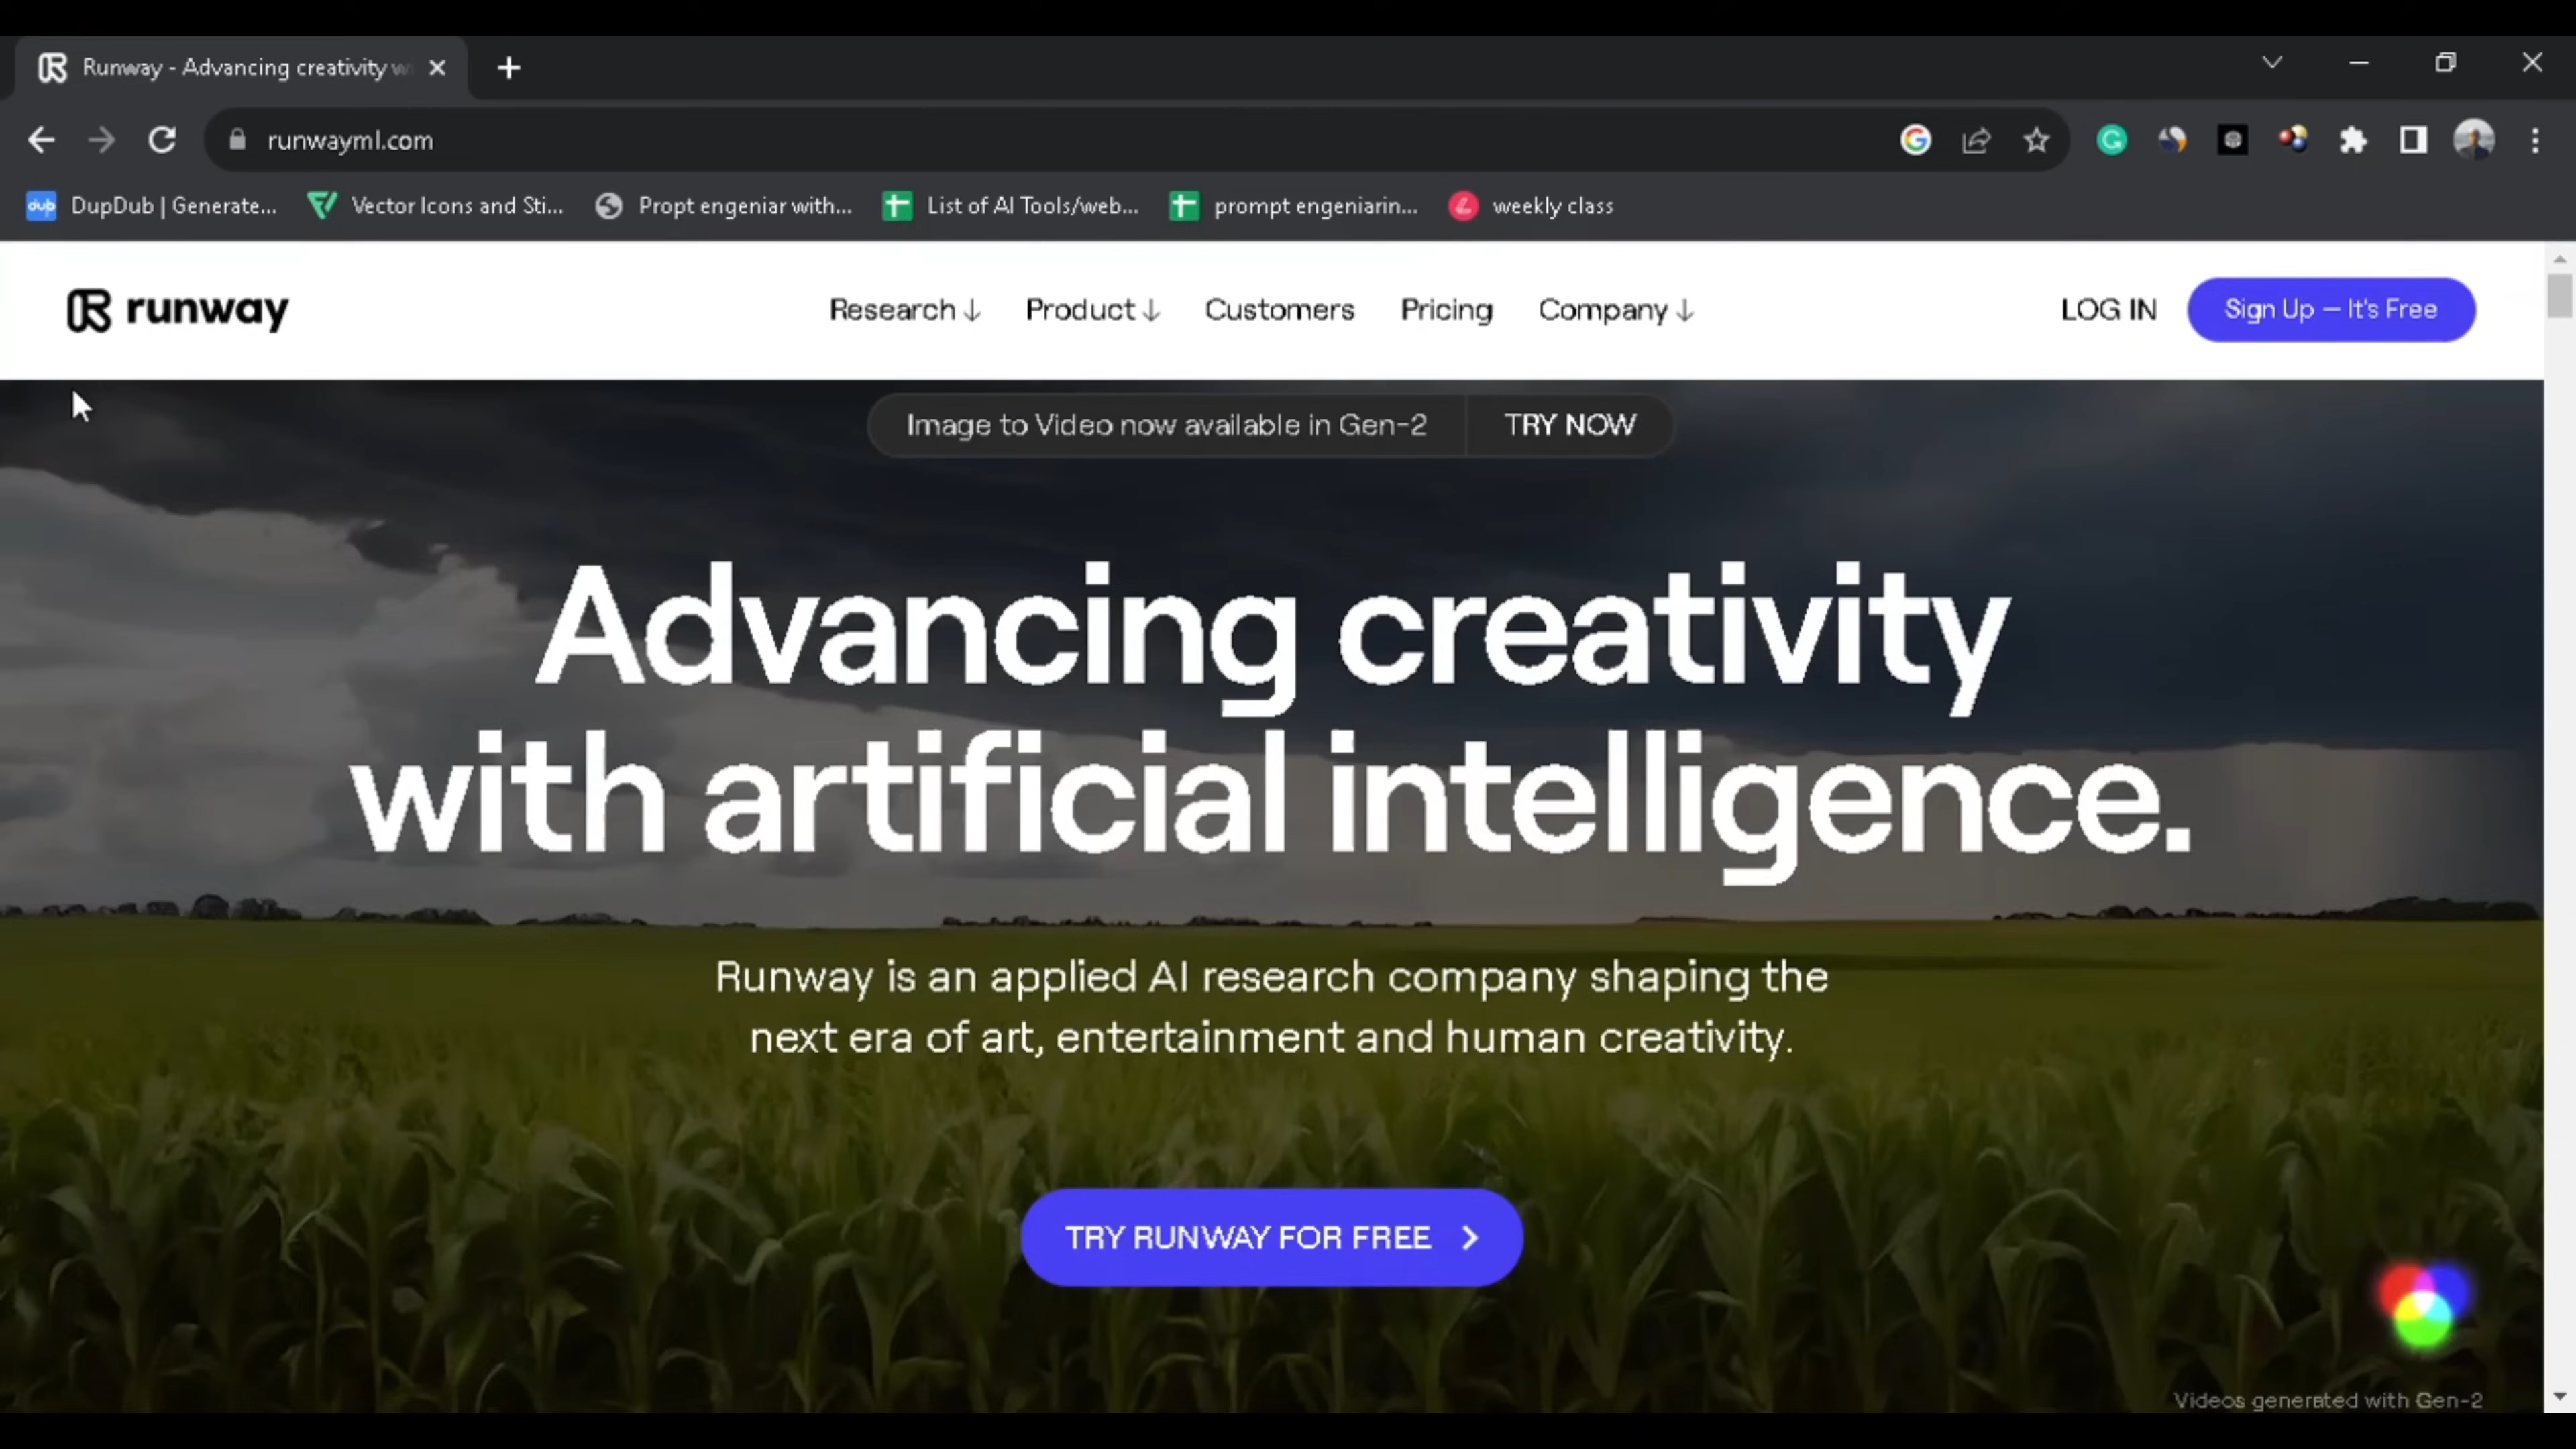 Runway - Advancing creativity w
runwayml.com
DupDub | Generate... Vector Icons and Sti... Propt engeniar with... List of AI Tools/web... prompt engeniarin... weekly class
runway Research ↓ Product ↓ Customers Pricing Company ↓ LOG IN Sign Up — It's Free
Image to Video now available in Gen-2 TRY NOW
Advancing creativity
with artificial intelligence.
Runway is an applied AI research company shaping the
next era of art, entertainment and human creativity.
TRY RUNWAY FOR FREE >
Videos generated with Gen-2